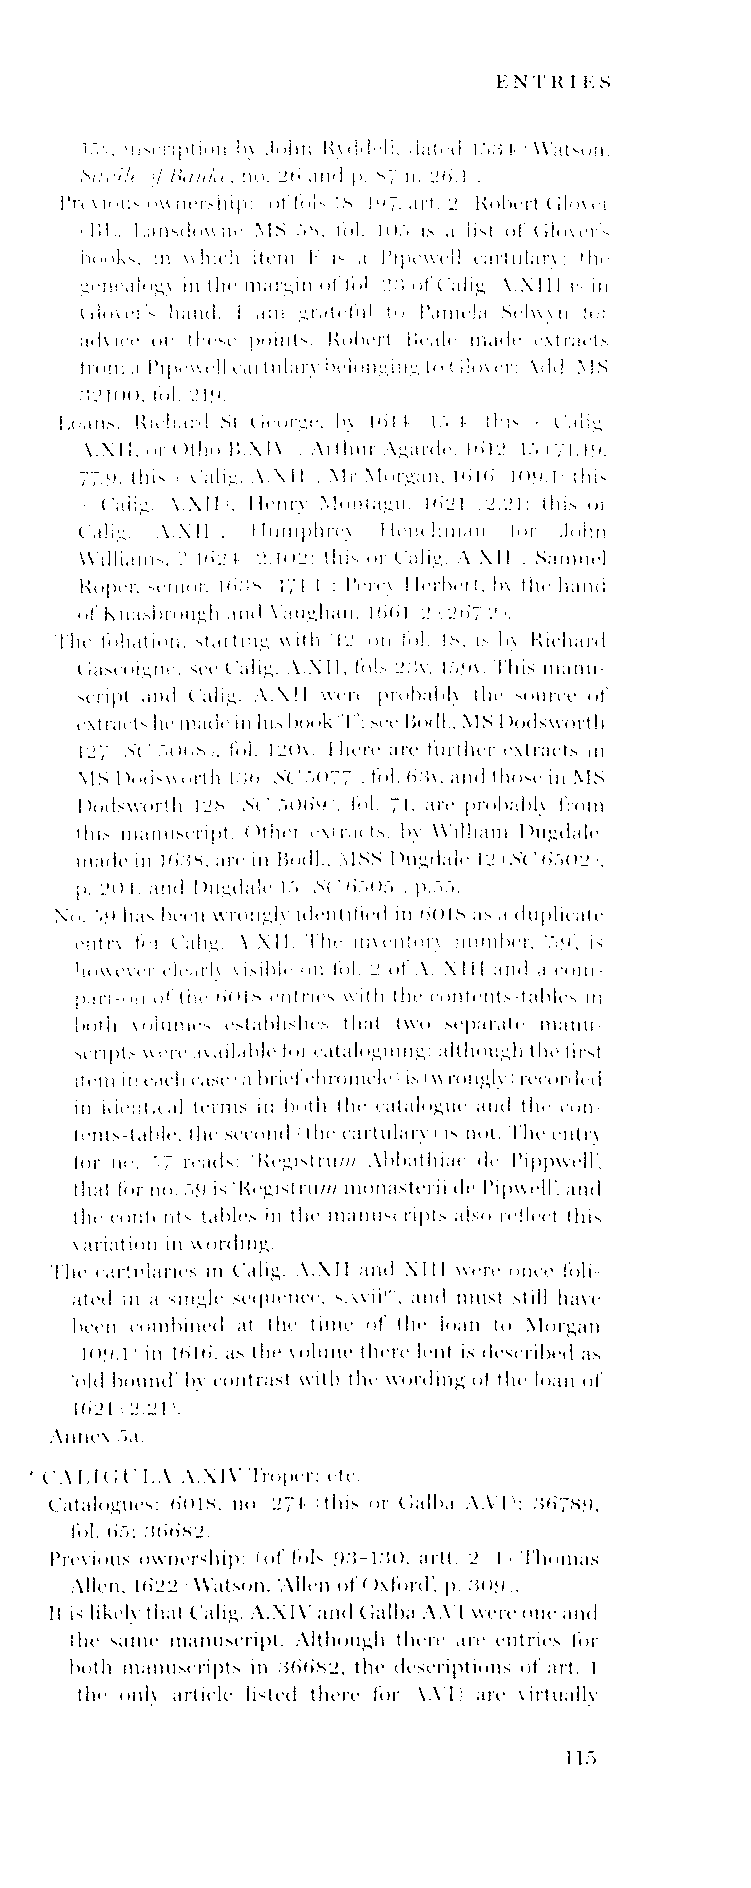 ENTRIES
15v, inscription by John Ryddell, dated 1534 (Watson,
Savile of Banke, no. 26 and p. 87 n. 26.1).
Previous ownership: (of fols 18–197, art. 2) Robert Glover
(BL, Lansdowne MS 58, fol. 105 is a list of Glover's
books, in which item F is a Pipewell cartulary; the
genealogy in the margin of fol. 23 of Calig. A.XIII is in
Glover's hand. I am grateful to Pamela Selwyn for
advice on these points. Robert Beale made extracts
from a Pipewell cartulary belonging to Glover: Add. MS
32100, fol. 219.
Loans: Richard St George, by 1614 this Calig.
A.XII, or Otho B.XIV). Arthur Agarde, 1612–15 (71.19,
77.9, this Calig. A.XII). Mr Morgan, 1616 (109.1: this
Calig. A.XII). Henry Montagu, 1621 (2.21: this or
Calig. A.XII). Humphrey Henchman for John
Williams, ? 1624 (2.102: this or Calig. A.XII). Samuel
Roper, senior, 1638 ; Percy Herbert, by the hand
of Knasbrough and Vaughan, 1661–2 (267.2).
The foliation, starting with '12' on fol. 18, is by Richard
Gascoigne, see Calig. A.XII, fols 23v, 159v. This manu-
script and Calig. A.XII were probably the source of
extracts he made in his book 'I': see Bodl., MS Dodsworth
127 (SC 5068), fol. 120v. There are further extracts in
MS Dodsworth 136 (SC 5077), fol. 63v, and those in MS
Dodsworth 128 (SC 5069), fol. 71, are probably from
this manuscript. Other extracts, by William Dugdale
made in 1638, are in Bodl., MSS Dugdale 12 (SC 6502),
p. 204, and Dugdale 15 (SC 6505), p.55.
No. 59 has been wrongly identified in 6018 as a duplicate
entry for Calig. A.XII. The inventory number, '59', is
however clearly visible on fol. 2 of A. XIII and a com-
parison of the 6018 entries with the contents-tables in
both volumes establishes that two separate manu-
scripts were available for cataloguing: although the first
item in each case (a brief chronicle) is (wrongly) recorded
in identical terms in both the catalogue and the con-
tents-table, the second (the cartulary) is not. The entry
for no. 57 reads: 'Registrum Abbathiae de Pippwell',
that for no. 59 is 'Registrum monasterii de Pipwell', and
the contents-tables in the manuscripts also reflect this
variation in wording.
The cartularies in Calig. A.XII and XIII were once foli-
ated in a single sequence, s.xvii, and must still have
been combined at the time of the loan to Morgan
(109.1) in 1616, as the volume there lent is described as
'old bound' by contrast with the wording of the loan of
1621 (2.21).
Annex 5a.
* CALIGULA A.XIV Troper; etc.
Catalogues: 6018, no. 274 (this or Galba A.VI); 36789,
fol. 65; 36682.
Previous ownership: (of fols 93–130, artt. 2–4) Thomas
Allen, 1622 (Watson, 'Allen of Oxford', p. 309).
It is likely that Calig. A.XIV and Galba A.VI were one and
the same manuscript. Although there are entries for
both manuscripts in 36682, the descriptions of art. 1
(the only article listed there for A.VI) are virtually
115